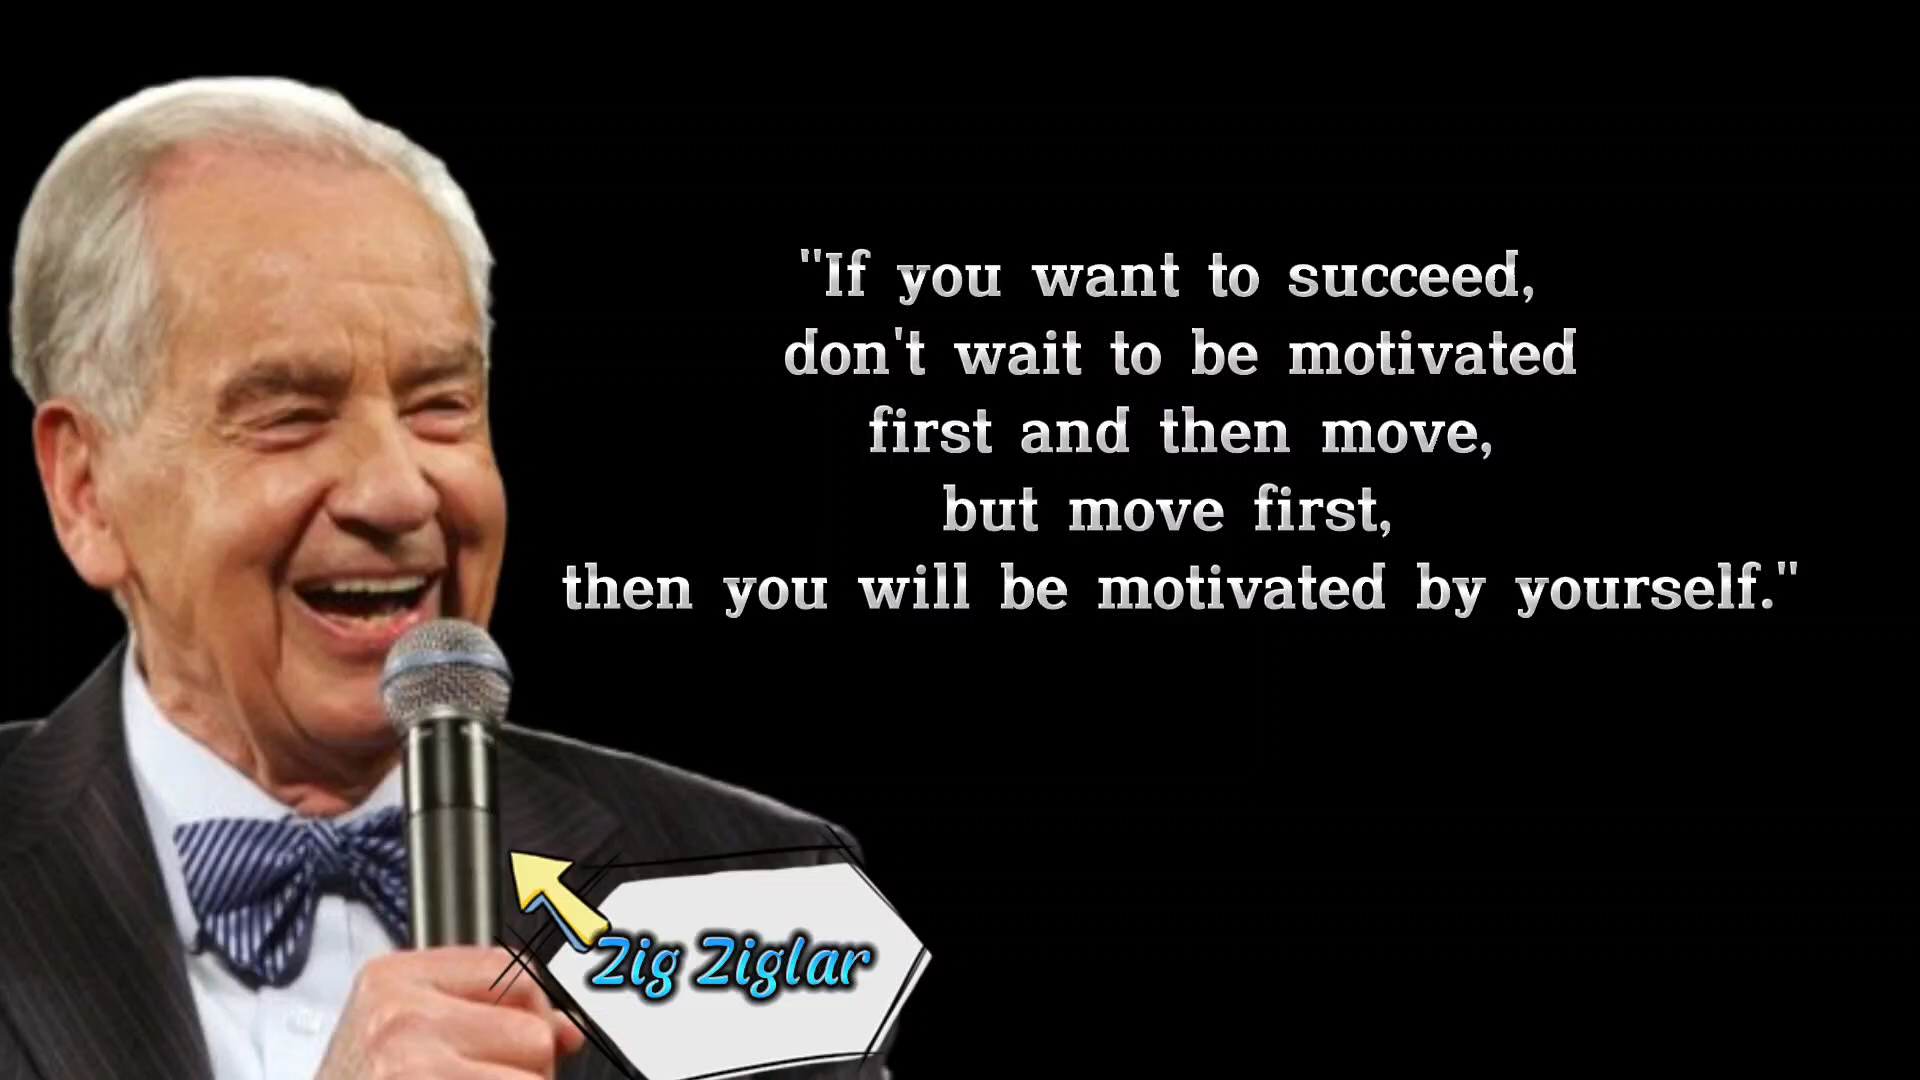 "If you want to succeed,
don't wait to be motivated
first and then move,
but move first,
then you will be motivated by yourself."
Zig Ziglar